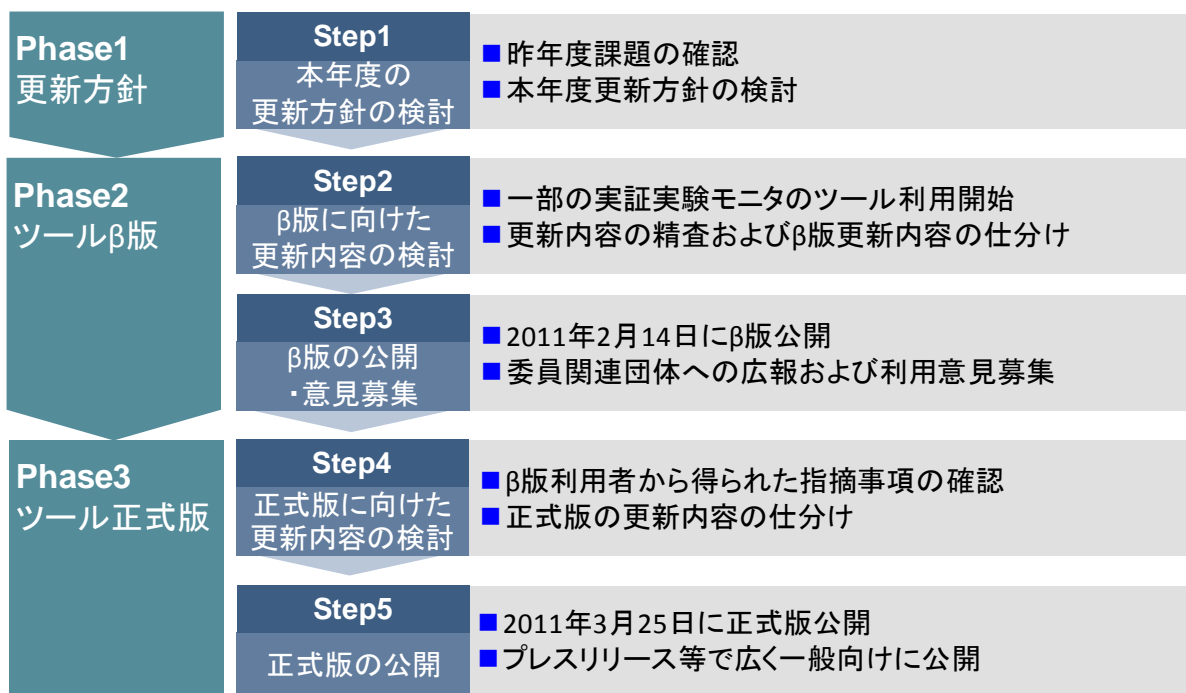 Phase1
更新方針
Step1
本年度の
更新方針の検討
■昨年度課題の確認
■本年度更新方針の検討
Phase2
ツールβ版
Step2
β版に向けた
更新内容の検討
■一部の実証実験モニタのツール利用開始
■更新内容の精査およびβ版更新内容の仕分け
Step3
β版の公開
・意見募集
■2011年2月14日にβ版公開
■委員関連団体への広報および利用意見募集
Phase3
ツール正式版
Step4
正式版に向けた
更新内容の検討
■β版利用者から得られた指摘事項の確認
■正式版の更新内容の仕分け
Step5
正式版の公開
■2011年3月25日に正式版公開
■プレスリリース等で広く一般向けに公開